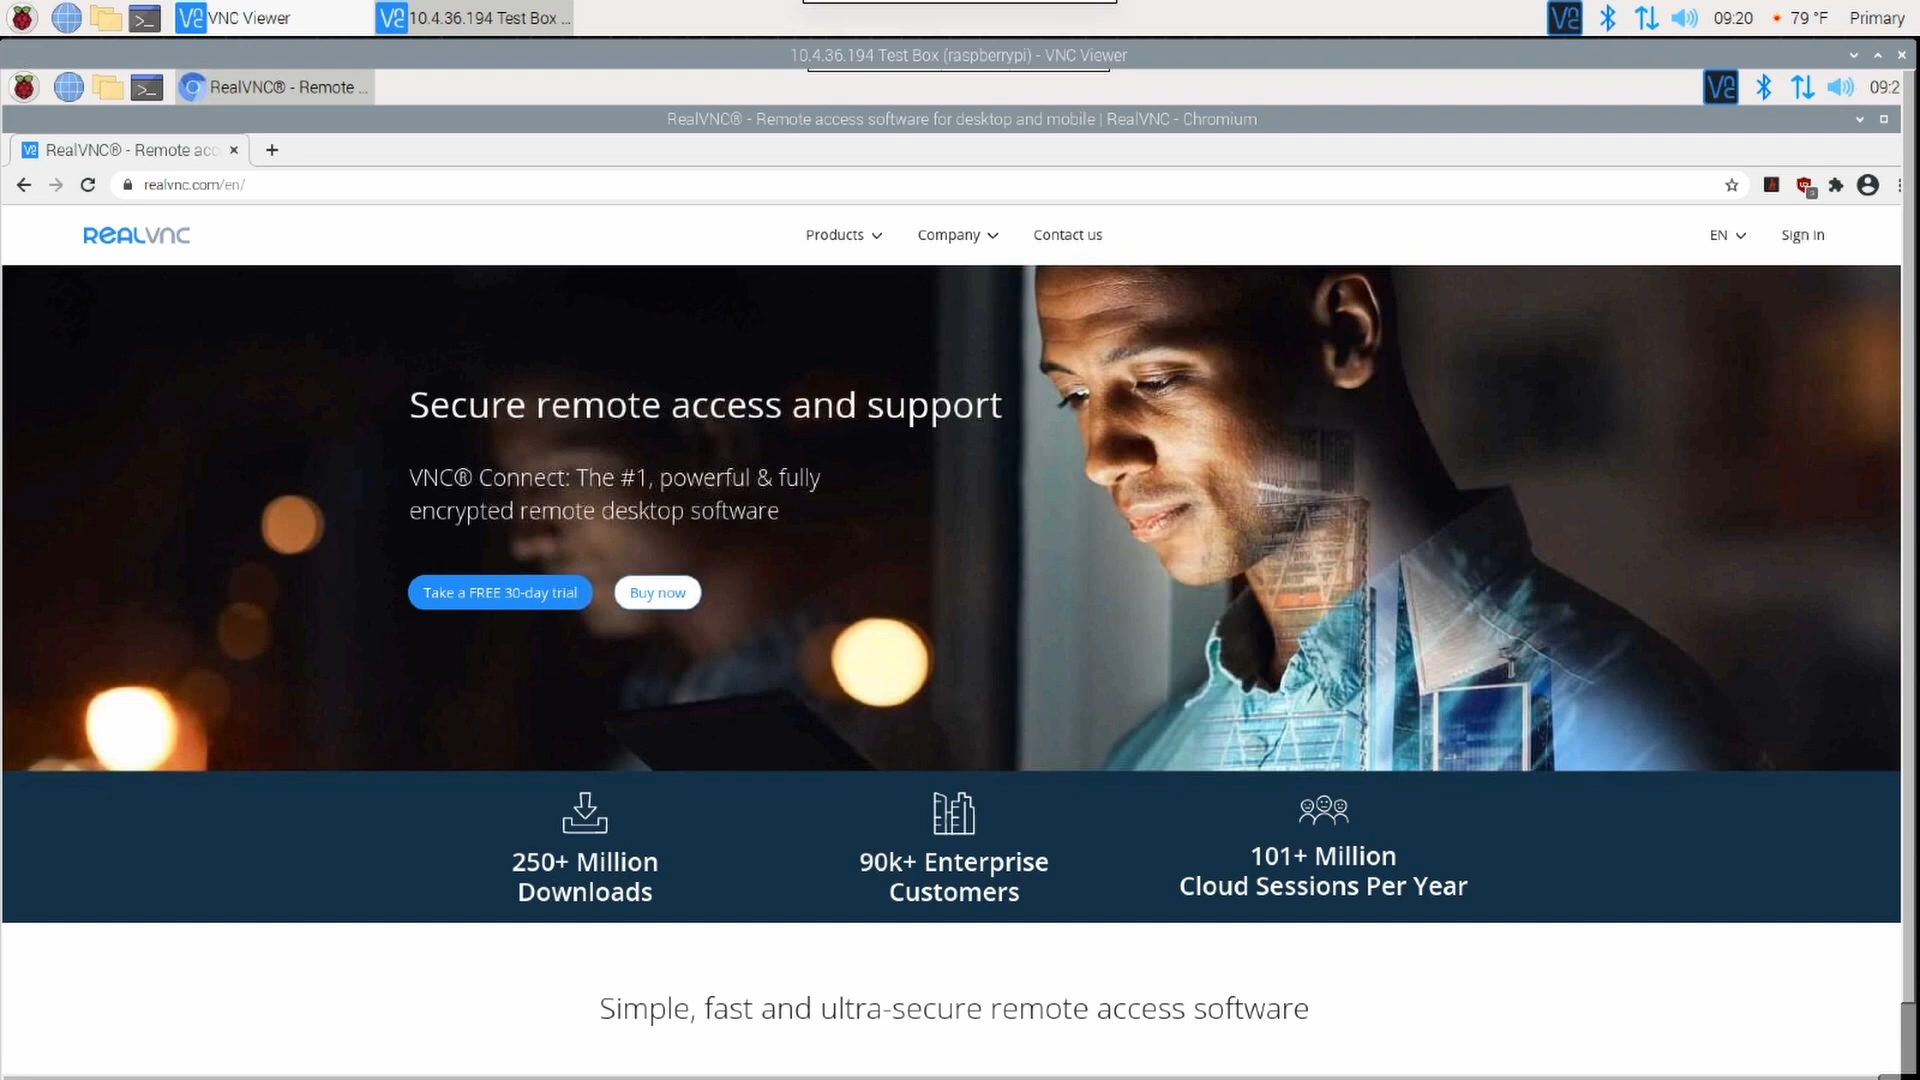 VNC Viewer
10.4.36.194 Test Box ...
09:20
79 °F
Primary
10.4.36.194 Test Box (raspberrypi) - VNC Viewer
RealVNC® - Remote ...
09:2
RealVNC® - Remote access software for desktop and mobile | RealVNC - Chromium
RealVNC® - Remote acc
realvnc.com/en/
REALVNC
Products
Company
Contact us
EN
Sign in
Secure remote access and support
VNC® Connect: The #1, powerful & fully
encrypted remote desktop software
Take a FREE 30-day trial
Buy now
250+ Million
Downloads
90k+ Enterprise
Customers
101+ Million
Cloud Sessions Per Year
Simple, fast and ultra-secure remote access software